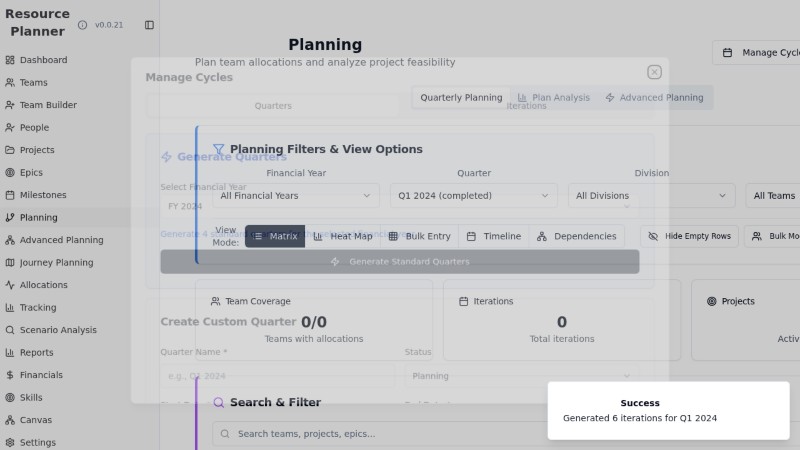 Resource Planner
v0.0.21
Dashboard
Teams
Team Builder
People
Projects
Epics
Milestones
Planning
Advanced Planning
Journey Planning
Allocations
Tracking
Scenario Analysis
Reports
Financials
Skills
Canvas
Settings
Planning
Plan team allocations and analyze project feasibility
Manage Cycle
Manage Cycles
Quarters
Iterations
Quarterly Planning
Plan Analysis
Advanced Planning
Generate Quarters
Planning Filters & View Options
Financial Year
Quarter
Division
Select Financial Year
FY 2024
All Financial Years
Q1 2024 (completed)
All Divisions
All Teams
Generate 4 standard
View Mode:
Matrix
Heat Map
Bulk Entry
Timeline
Dependencies
Hide Empty Rows
Bulk Mo
Generate Standard Quarters
Team Coverage
0/0
Teams with allocations
Iterations
0
Total iterations
Projects
Activ
Create Custom Quarter
Quarter Name *
Status
e.g., Q1 2024
Planning
Search & Filter
Search teams, projects, epics...
Success
Generated 6 iterations for Q1 2024